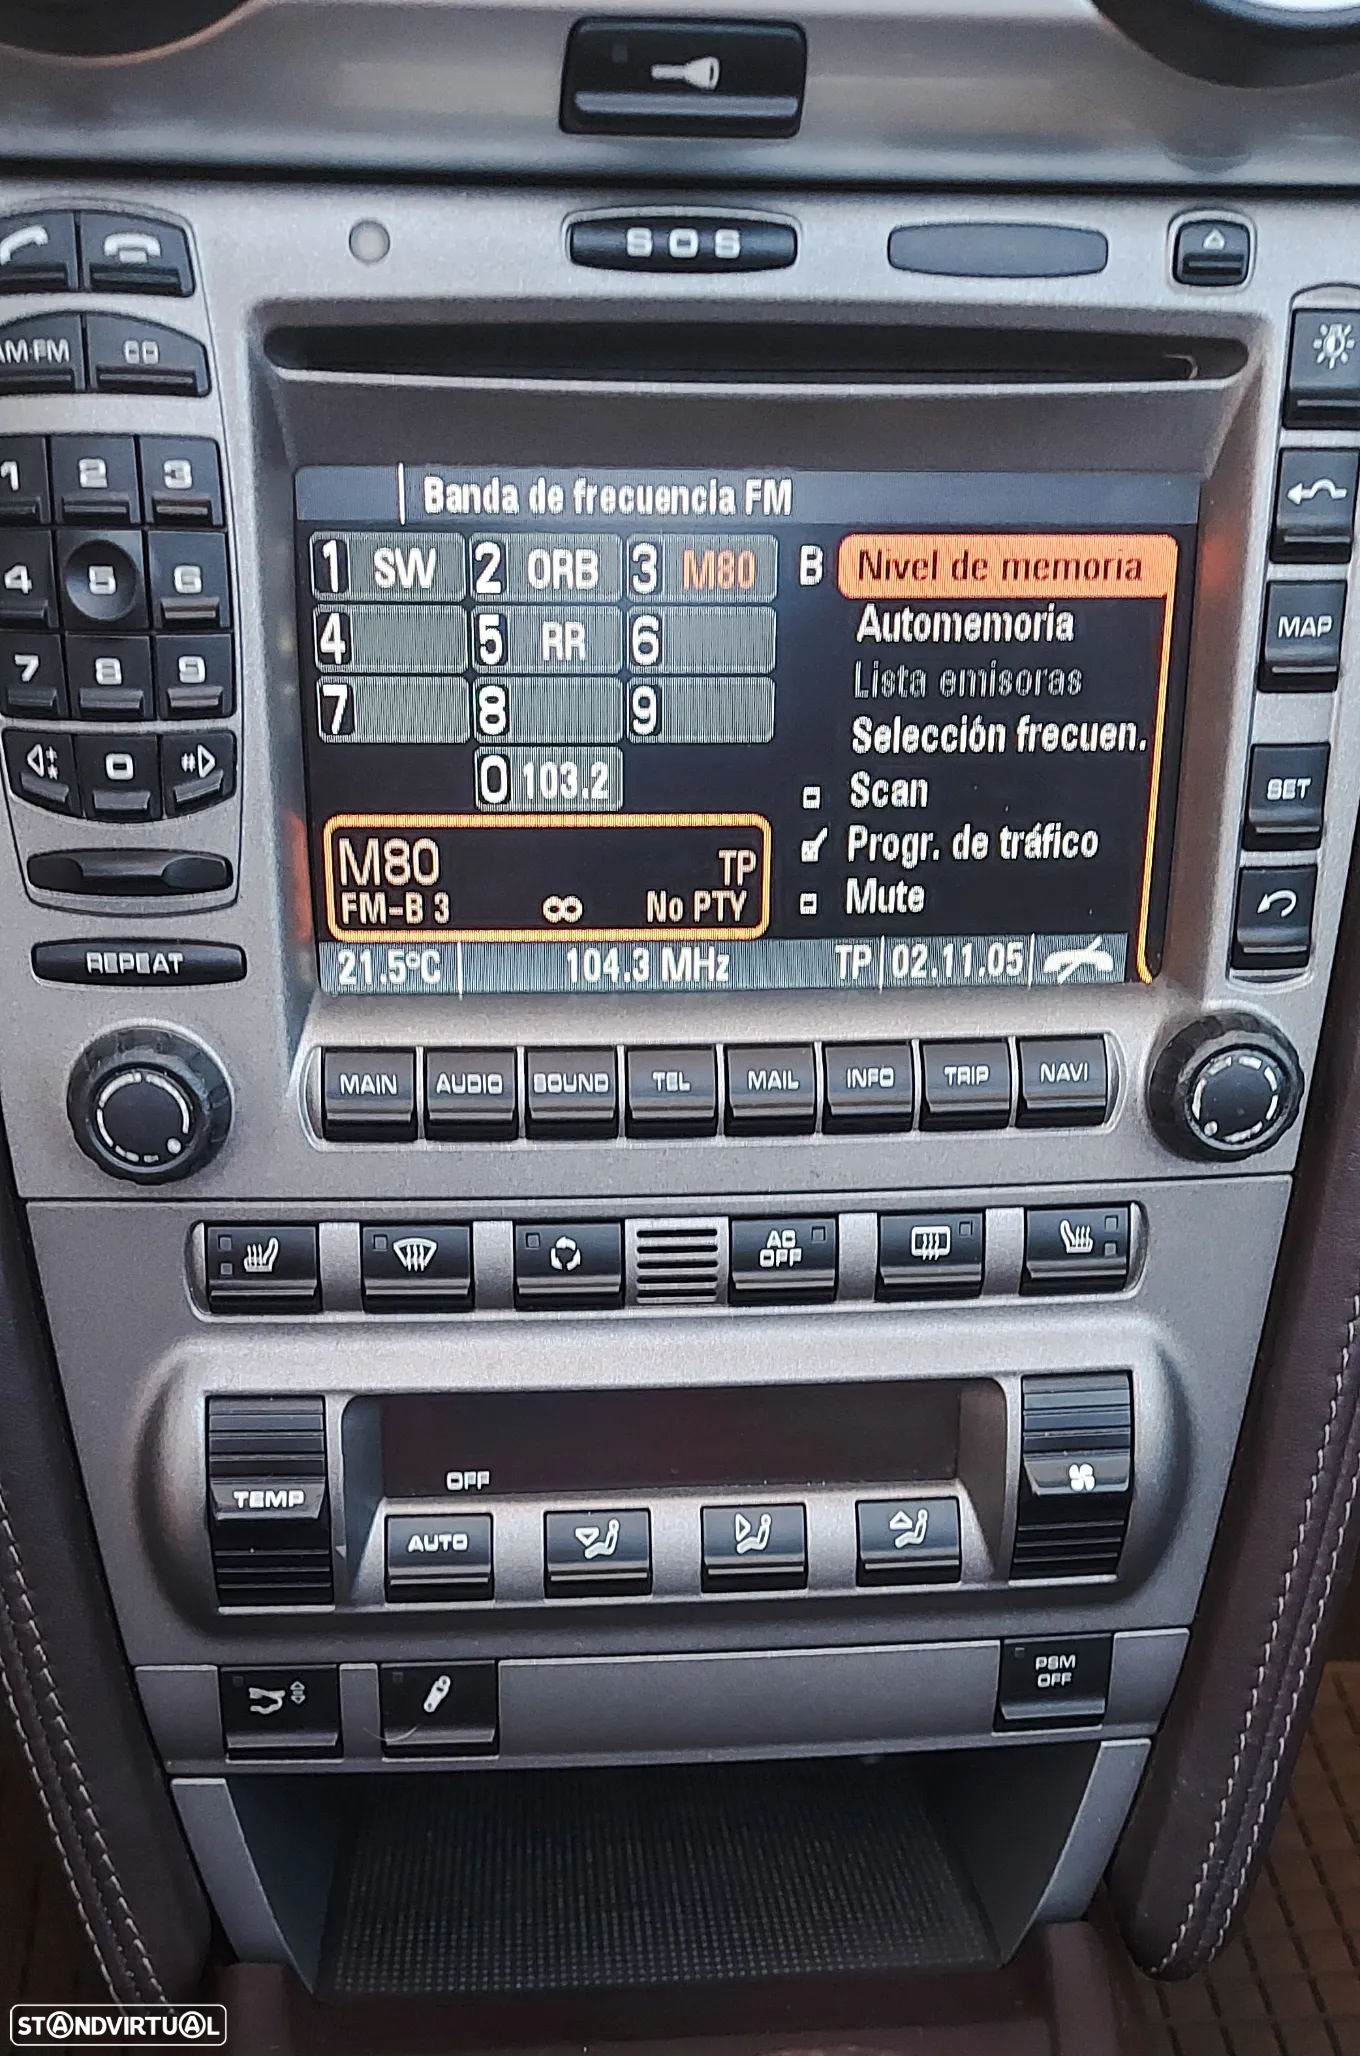 SOS
AM·FM
CD
1 2 3
4 5 6
7 8 9
* 0 #
REPEAT
Banda de frecuencia FM
1 SW 2 ORB 3 M80
4 5 RR 6
7 8 9
0 103.2
B Nivel de memoria
Automemoria
Lista emisoras
Selección frecuen.
Scan
Progr. de tráfico
Mute
M80 TP
FM-B 3 No PTY
21.5°C 104.3 MHz TP 02.11.05
MAP
SET
MAIN AUDIO SOUND TEL MAIL INFO TRIP NAVI
AC
OFF
OFF
TEMP
AUTO
PSM
OFF
STANDVIRTUAL